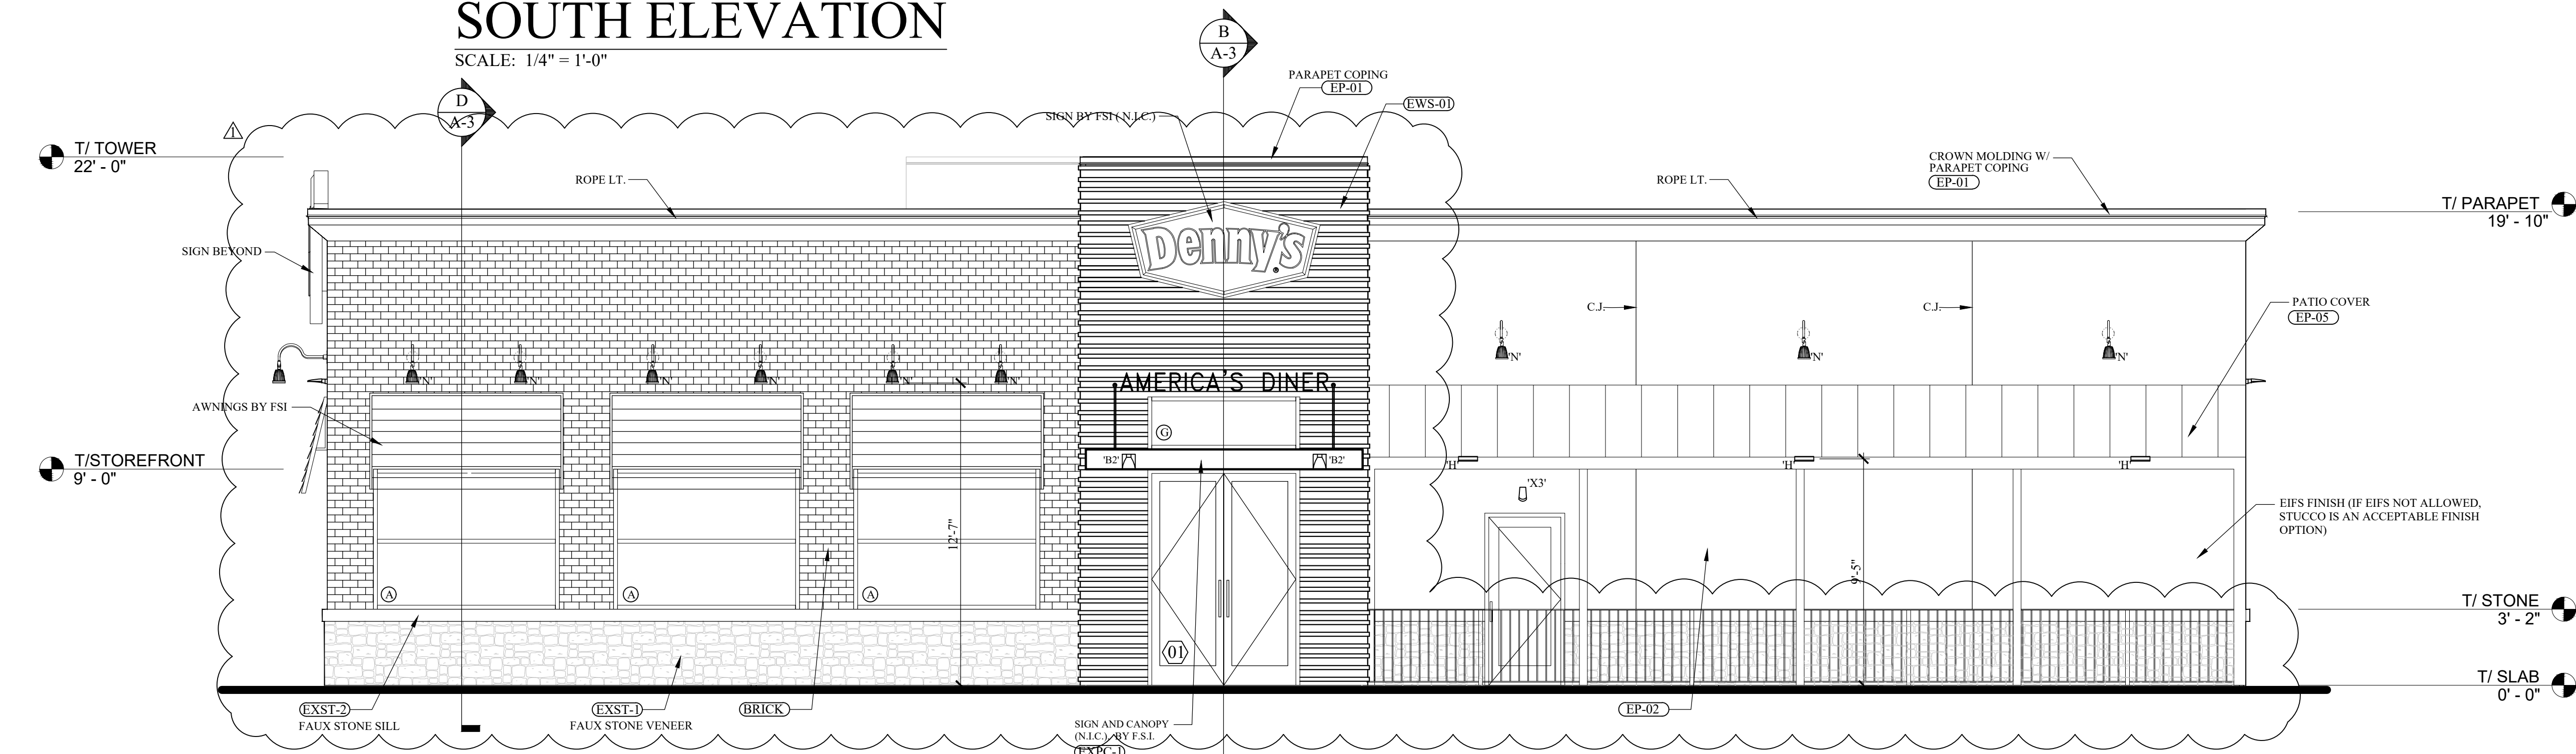 SOUTH ELEVATION
SCALE: 1/4" = 1'-0"
B
A-3
D
A-3
PARAPET COPING
EP-01
EWS-01
SIGN BY FSI ( N.I.C.)
1
T/ TOWER
22' - 0"
ROPE LT.
ROPE LT.
CROWN MOLDING W/
PARAPET COPING
EP-01
T/ PARAPET
19' - 10"
SIGN BEYOND
Denny's
®
C.J.
C.J.
PATIO COVER
EP-05
'N'
'N'
'N'
'N'
'N'
'N'
'N'
'N'
'N'
AMERICA'S DINER
AWNINGS BY FSI
G
T/STOREFRONT
9' - 0"
'B2'
'B2'
'H'
'H'
'H'
'X3'
EIFS FINISH (IF EIFS NOT ALLOWED,
STUCCO IS AN ACCEPTABLE FINISH
OPTION)
12'-7"
9'-5"
A
A
A
T/ STONE
3' - 2"
01
T/ SLAB
0' - 0"
EXST-2
FAUX STONE SILL
EXST-1
FAUX STONE VENEER
BRICK
EP-02
SIGN AND CANOPY
(N.I.C.), BY F.S.I.
EXPC-1